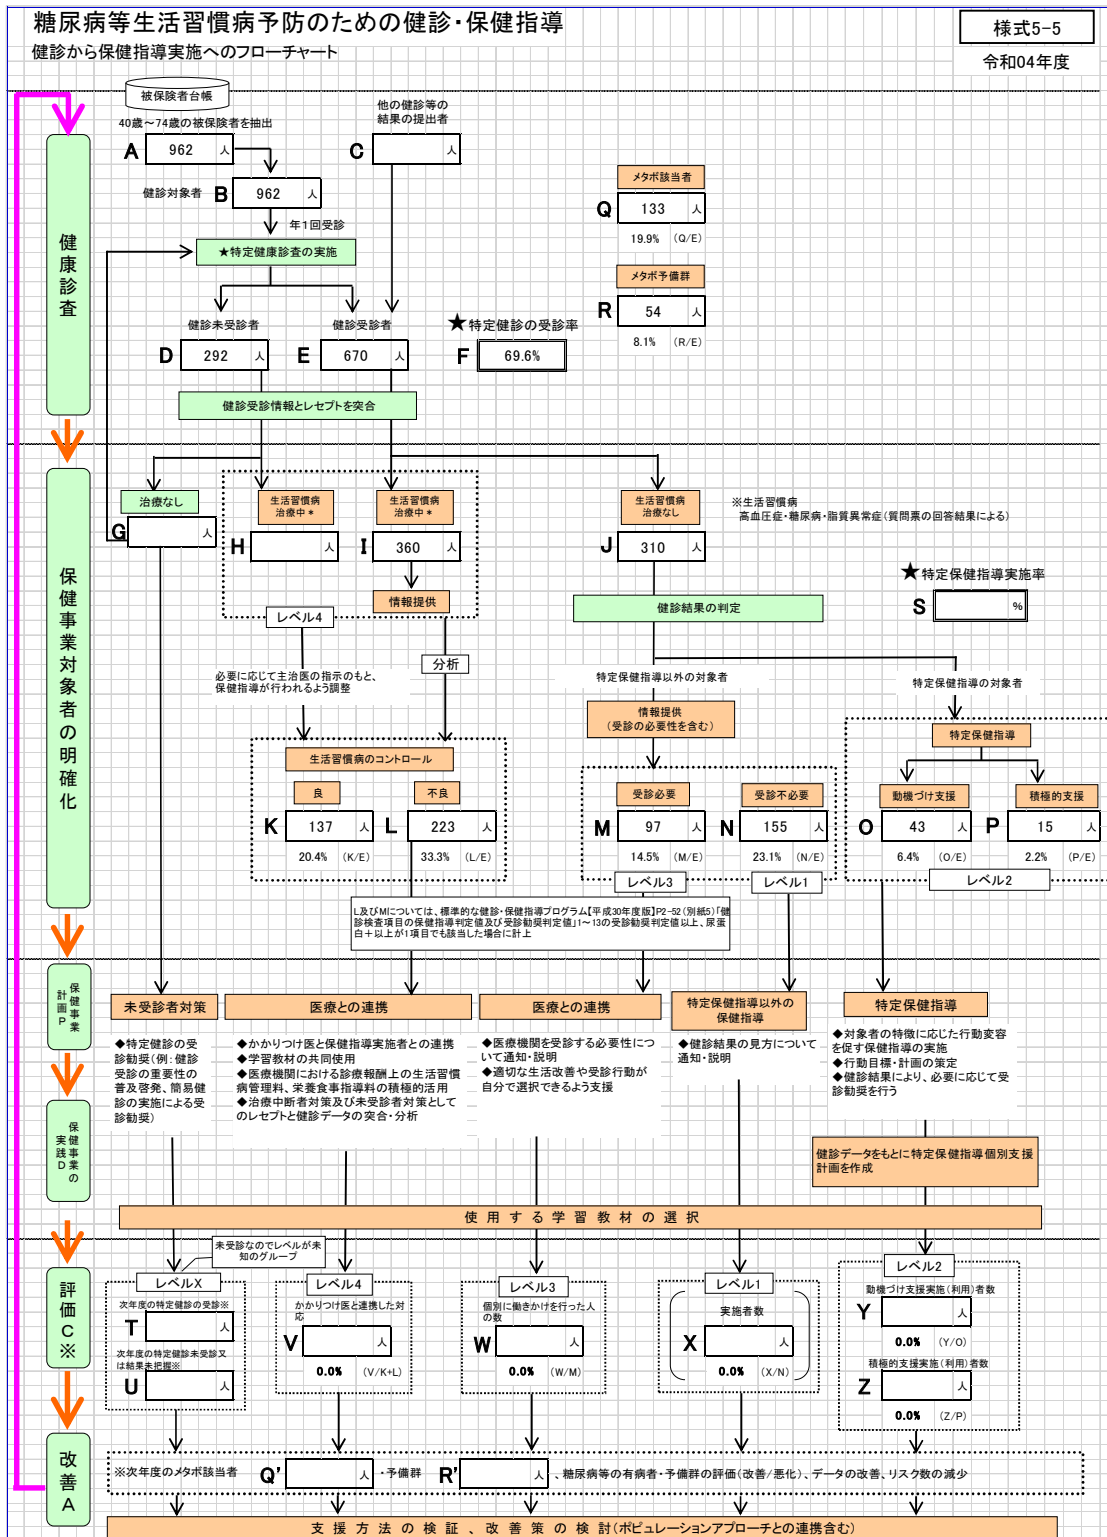 糖尿病等生活習慣病予防のための健診・保健指導
健診から保健指導実施へのフローチャート
様式5-5
令和04年度
被保険者台帳
40歳～74歳の被保険者を抽出
A 962 人
他の健診等の
結果の提出者
C 人
健診対象者 B 962 人
年1回受診
★特定健康診査の実施
メタボ該当者
Q 133 人
19.9% (Q/E)
メタボ予備群
R 54 人
8.1% (R/E)
健康診査
健診未受診者
D 292 人
健診受診者
E 670 人
★特定健診の受診率
F 69.6%
健診受診情報とレセプトを突合
保健事業対象者の明確化
治療なし
G 人
生活習慣病
治療中*
H 人
生活習慣病
治療中*
I 360 人
情報提供
レベル4
生活習慣病
治療なし
J 310 人
※生活習慣病
高血圧症・糖尿病・脂質異常症(質問票の回答結果による)
★特定保健指導実施率
S %
健診結果の判定
必要に応じて主治医の指示のもと、
保健指導が行われるよう調整
分析
特定保健指導以外の対象者
特定保健指導の対象者
情報提供
(受診の必要性を含む)
特定保健指導
生活習慣病のコントロール
良
K 137 人
20.4% (K/E)
不良
L 223 人
33.3% (L/E)
受診必要
M 97 人
14.5% (M/E)
受診不必要
N 155 人
23.1% (N/E)
動機づけ支援
O 43 人
6.4% (O/E)
積極的支援
P 15 人
2.2% (P/E)
レベル3
レベル1
レベル2
L及びMについては、標準的な健診・保健指導プログラム【平成30年度版】P2-52(別紙5)「健
診検査項目の保健指導判定値及び受診勧奨判定値」1～13の受診勧奨判定値以上、尿蛋
白＋以上が1項目でも該当した場合に計上
保健事業
計画P
未受診者対策
◆特定健診の受
診勧奨(例:健診
受診の重要性の
普及啓発、簡易健
診の実施による受
診勧奨)
医療との連携
◆かかりつけ医と保健指導実施者との連携
◆学習教材の共同使用
◆医療機関における診療報酬上の生活習慣
病管理料、栄養食事指導料の積極的活用
◆治療中断者対策及び未受診者対策として
のレセプトと健診データの突合・分析
医療との連携
◆医療機関を受診する必要性につ
いて通知・説明
◆適切な生活改善や受診行動が
自分で選択できるよう支援
特定保健指導以外の
保健指導
◆健診結果の見方について
通知・説明
特定保健指導
◆対象者の特徴に応じた行動変容
を促す保健指導の実施
◆行動目標・計画の策定
◆健診結果により、必要に応じて受
診勧奨を行う
保健事業の
実践D
健診データをもとに特定保健指導個別支援
計画を作成
使用する学習教材の選択
評価C※
未受診なのでレベルが未
知のグループ
レベルX
次年度の特定健診の受診※
T 人
次年度の特定健診未受診又
は結果未把握※
U 人
レベル4
かかりつけ医と連携した対
応
V 人
0.0% (V/K+L)
レベル3
個別に働きかけを行った人
の数
W 人
0.0% (W/M)
レベル1
実施者数
X 人
0.0% (X/N)
レベル2
動機づけ支援実施(利用)者数
Y 人
0.0% (Y/O)
積極的支援実施(利用)者数
Z 人
0.0% (Z/P)
改善A
※次年度のメタボ該当者 Q' 人 ・予備群 R' 人 、糖尿病等の有病者・予備群の評価(改善/悪化)、データの改善、リスク数の減少
支援方法の検証、改善策の検討(ポピュレーションアプローチとの連携含む)